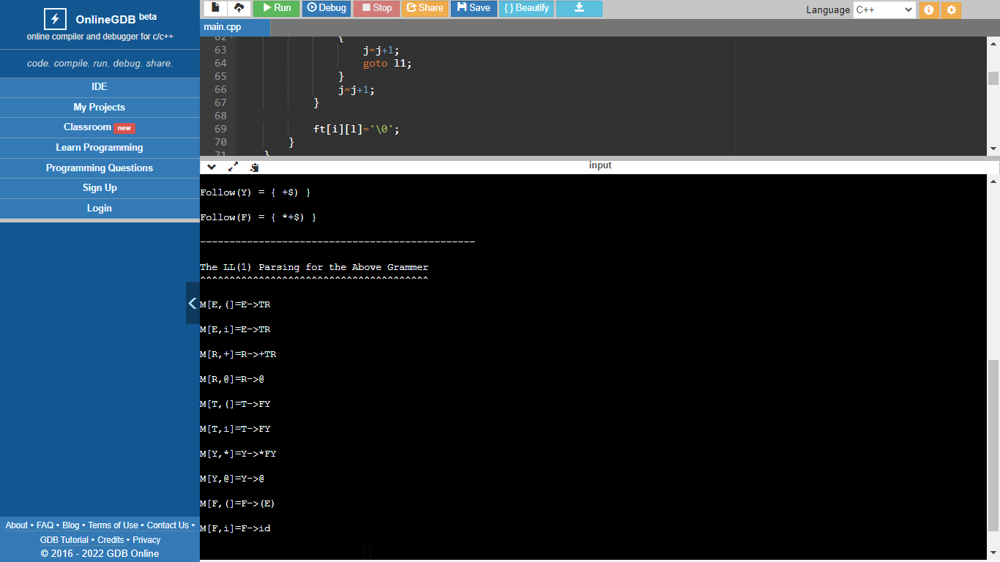 OnlineGDB beta
online compiler and debugger for c/c++
code. compile. run. debug. share.
IDE
My Projects
Classroom new
Learn Programming
Programming Questions
Sign Up
Login
About • FAQ • Blog • Terms of Use • Contact Us •
GDB Tutorial • Credits • Privacy
© 2016 - 2022 GDB Online
Run Debug Stop Share Save { } Beautify
Language C++
main.cpp
62 {
63 j=j+1;
64 goto l1;
65 }
66 j=j+1;
67 }
68
69 ft[i][l]='\0';
70 }
71 }
input
Follow(Y) = { +$) }
Follow(F) = { *+$) }
-----------------------------------------------
The LL(1) Parsing for the Above Grammer
^^^^^^^^^^^^^^^^^^^^^^^^^^^^^^^^^^^^^^^
M[E,(]=E->TR
M[E,i]=E->TR
M[R,+]=R->+TR
M[R,@]=R->@
M[T,(]=T->FY
M[T,i]=T->FY
M[Y,*]=Y->*FY
M[Y,@]=Y->@
M[F,(]=F->(E)
M[F,i]=F->id